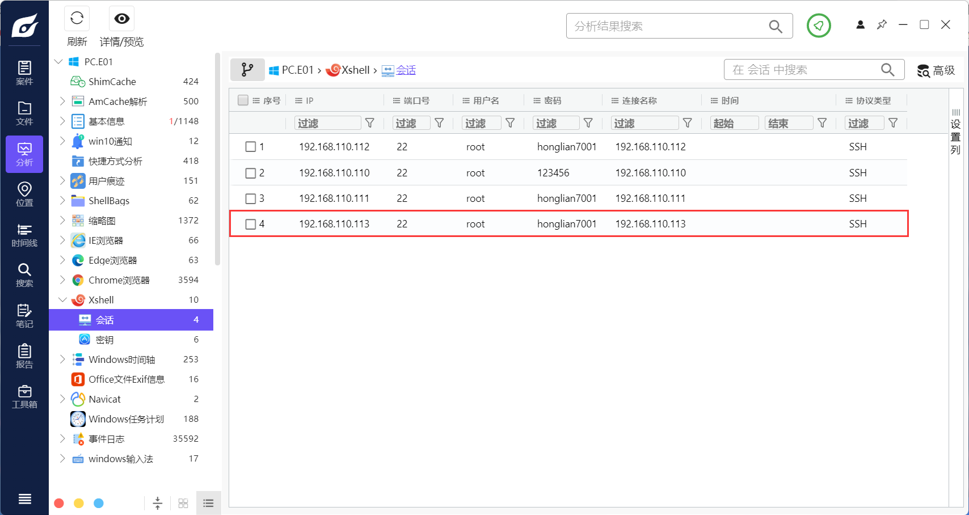 分析结果搜索
刷新 详情/预览
案件
文件
分析
位置
时间线
搜索
笔记
报告
工具箱
PC.E01
ShimCache 424
AmCache解析 500
基本信息 1/1148
win10通知 12
快捷方式分析 418
用户痕迹 151
ShellBags 62
缩略图 1372
IE浏览器 66
Edge浏览器 63
Chrome浏览器 3594
Xshell 10
会话 4
密钥 6
Windows时间轴 253
Office文件Exif信息 16
Navicat 2
Windows任务计划 188
事件日志 35592
windows输入法 17
PC.E01 › Xshell › 会话
在 会话 中搜索
高级
序号 IP 端口号 用户名 密码 连接名称 时间 协议类型
过滤 过滤 过滤 过滤 过滤 起始 结束 过滤
1 192.168.110.112 22 root honglian7001 192.168.110.112 SSH
2 192.168.110.110 22 root 123456 192.168.110.110 SSH
3 192.168.110.111 22 root honglian7001 192.168.110.111 SSH
4 192.168.110.113 22 root honglian7001 192.168.110.113 SSH
设置列